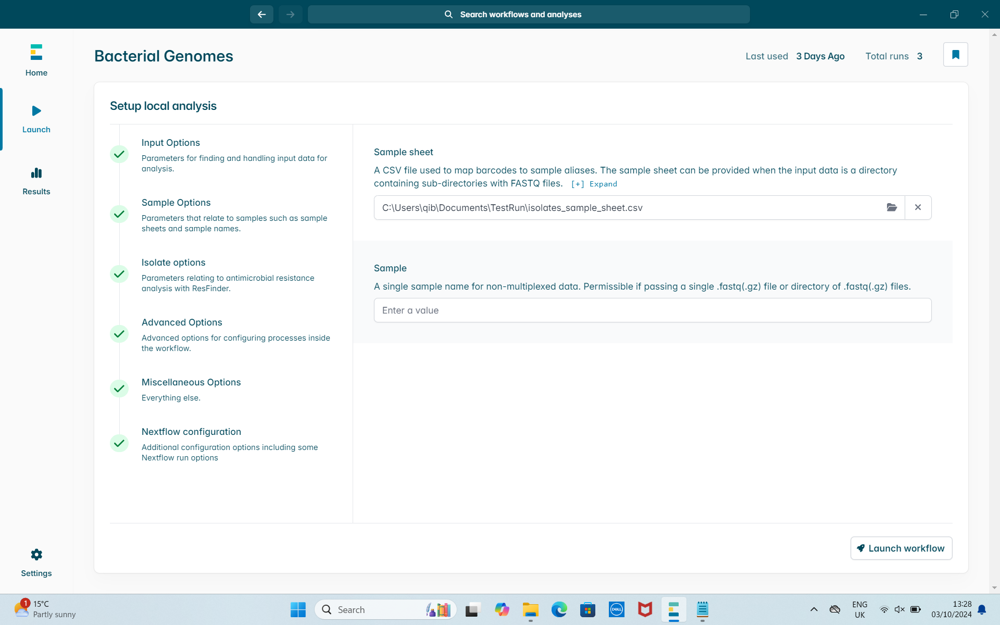 Search workflows and analyses
Home
Launch
Results
Settings
Bacterial Genomes
Last used 3 Days Ago Total runs 3
Setup local analysis
Input Options
Parameters for finding and handling input data for
analysis.
Sample Options
Parameters that relate to samples such as sample
sheets and sample names.
Isolate options
Parameters relating to antimicrobial resistance
analysis with ResFinder.
Advanced Options
Advanced options for configuring processes inside
the workflow.
Miscellaneous Options
Everything else.
Nextflow configuration
Additional configuration options including some
Nextflow run options
Sample sheet
A CSV file used to map barcodes to sample aliases. The sample sheet can be provided when the input data is a directory
containing sub-directories with FASTQ files. [+] Expand
C:\Users\qib\Documents\TestRun\isolates_sample_sheet.csv
Sample
A single sample name for non-multiplexed data. Permissible if passing a single .fastq(.gz) file or directory of .fastq(.gz) files.
Enter a value
Launch workflow
1
15°C
Partly sunny
Search
DELL
ENG
UK
13:28
03/10/2024